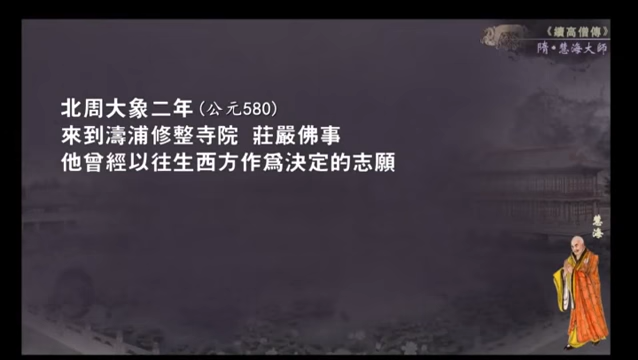 《續高僧傳》
隋•慧海大師
北周大象二年(公元580)
來到濤浦修整寺院 莊嚴佛事
他曾經以往生西方作為決定的志願
慧海